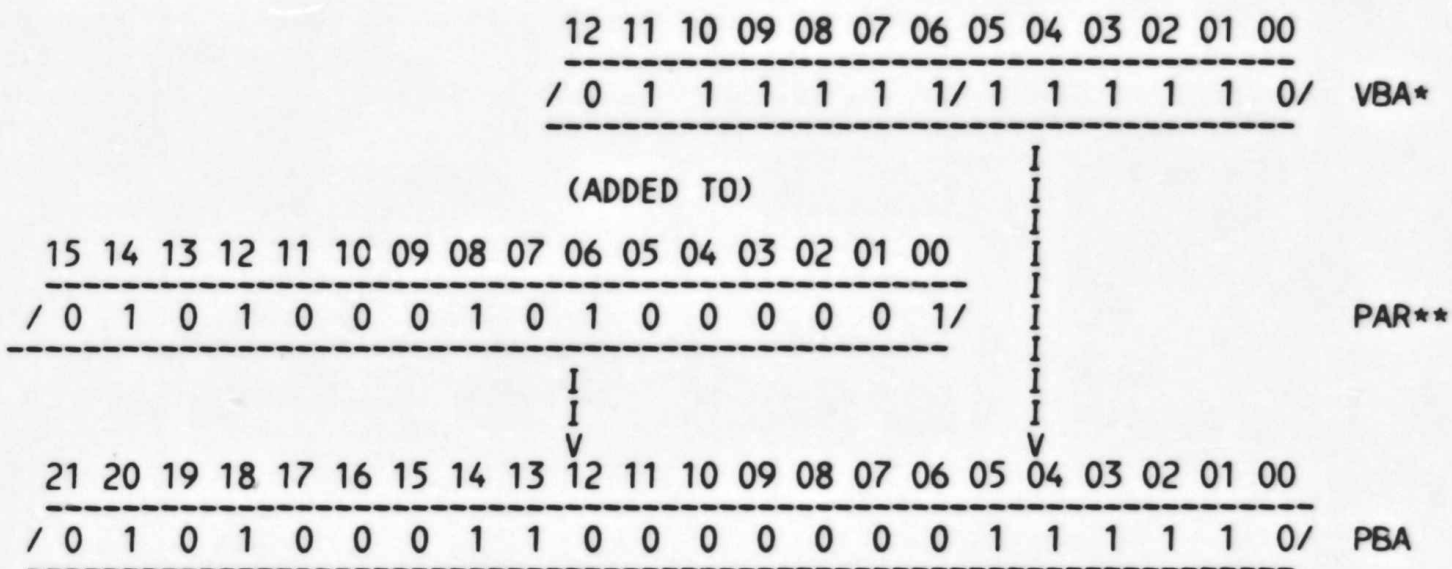 12 11 10 09 08 07 06 05 04 03 02 01 00
-----------------------------------------
/ 0 1 1 1 1 1 1/ 1 1 1 1 1 0/ VBA*
-----------------------------------------
I
(ADDED TO) I
I
15 14 13 12 11 10 09 08 07 06 05 04 03 02 01 00 I
-------------------------------------------------- I
/ 0 1 0 1 0 0 0 1 0 1 0 0 0 0 0 1/ I PAR**
-------------------------------------------------- I
I I
I I
V V
21 20 19 18 17 16 15 14 13 12 11 10 09 08 07 06 05 04 03 02 01 00
--------------------------------------------------------------------
/ 0 1 0 1 0 0 0 1 1 0 0 0 0 0 0 0 1 1 1 1 1 0/ PBA
--------------------------------------------------------------------